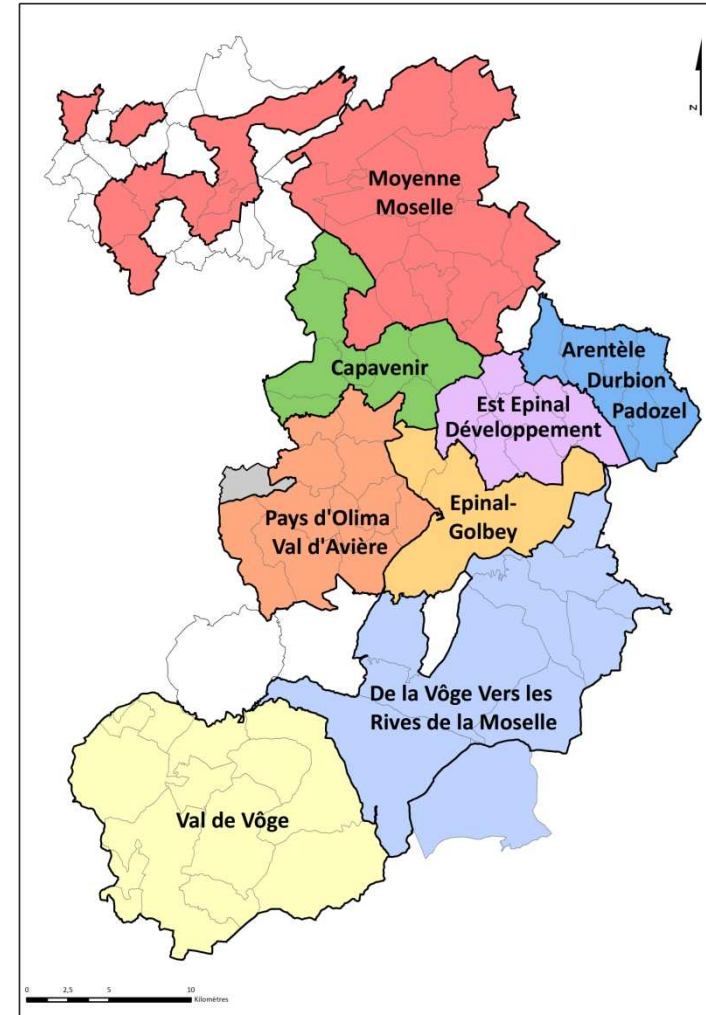 N
Moyenne
Moselle
Capavenir
Arentèle
Durbion
Padozel
Est Epinal
Développement
Pays d'Olima
Val d'Avière
Epinal-
Golbey
De la Vôge Vers les
Rives de la Moselle
Val de Vôge
0 2,5 5 10
Kilomètres